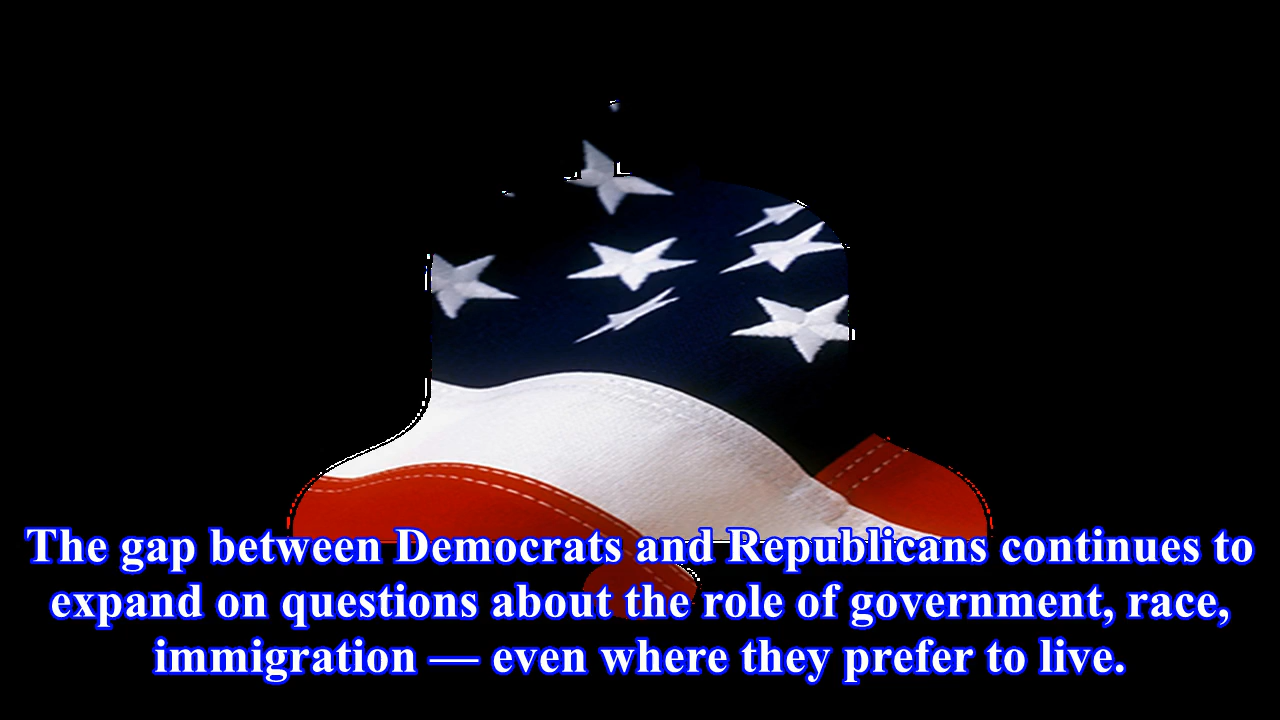 The gap between Democrats and Republicans continues to
expand on questions about the role of government, race,
immigration — even where they prefer to live.